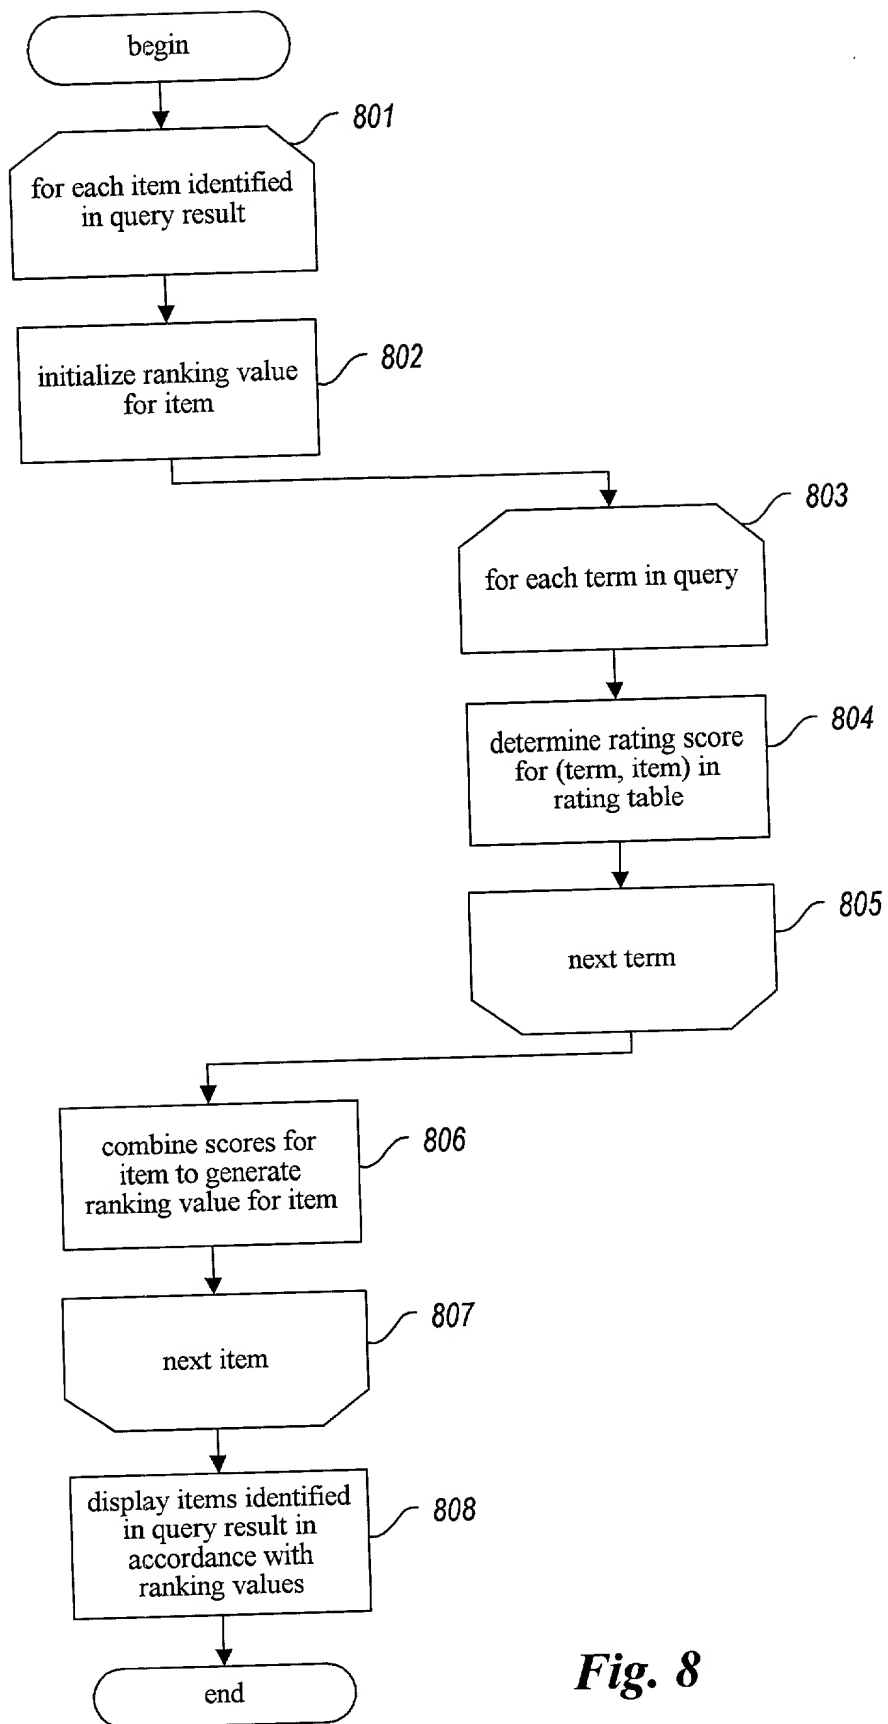 begin
801
for each item identified
in query result
802
initialize ranking value
for item
803
for each term in query
804
determine rating score
for (term, item) in
rating table
805
next term
806
combine scores for
item to generate
ranking value for item
807
next item
808
display items identified
in query result in
accordance with
ranking values
end
Fig. 8